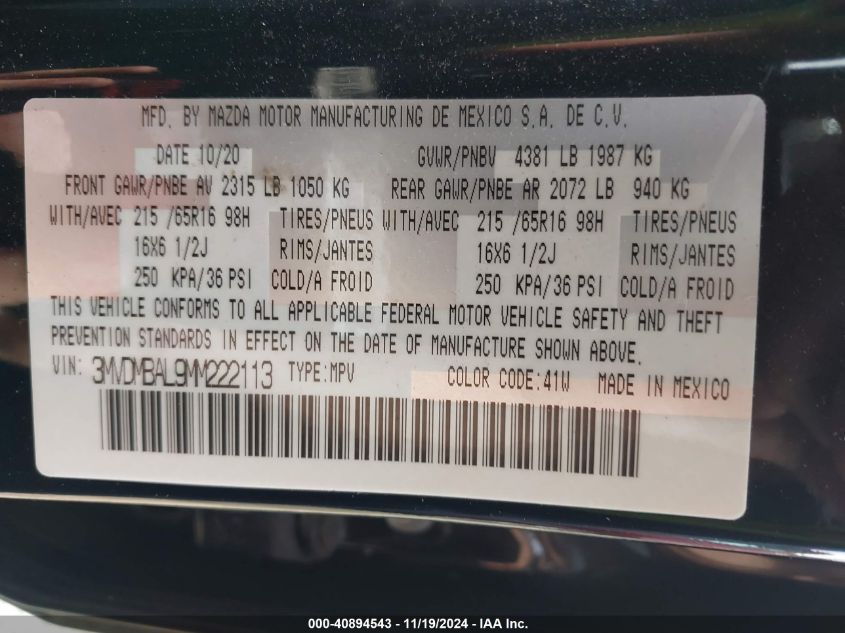 MFD. BY MAZDA MOTOR MANUFACTURING DE MEXICO S.A. DE C.V.
DATE 10/20 GVWR/PNBV 4381 LB 1987 KG
FRONT GAWR/PNBE AV 2315 LB 1050 KG REAR GAWR/PNBE AR 2072 LB 940 KG
WITH/AVEC 215 /65R16 98H TIRES/PNEUS WITH/AVEC 215 /65R16 98H TIRES/PNEUS
16X6 1/2J RIMS/JANTES 16X6 1/2J RIMS/JANTES
250 KPA/36 PSI COLD/A FROID 250 KPA/36 PSI COLD/A FROID
THIS VEHICLE CONFORMS TO ALL APPLICABLE FEDERAL MOTOR VEHICLE SAFETY AND THEFT
PREVENTION STANDARDS IN EFFECT ON THE DATE OF MANUFACTURE SHOWN ABOVE.
VIN: 3MVDMBAL9MM222113 TYPE:MPV COLOR CODE:41W MADE IN MEXICO
000-40894543 - 11/19/2024 - IAA Inc.